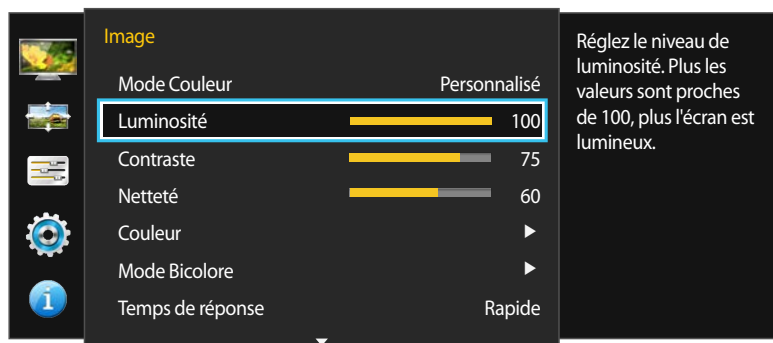 Image
Mode Couleur Personnalisé
Luminosité 100
Contraste 75
Netteté 60
Couleur
Mode Bicolore
Temps de réponse Rapide
Réglez le niveau de
luminosité. Plus les
valeurs sont proches
de 100, plus l'écran est
lumineux.